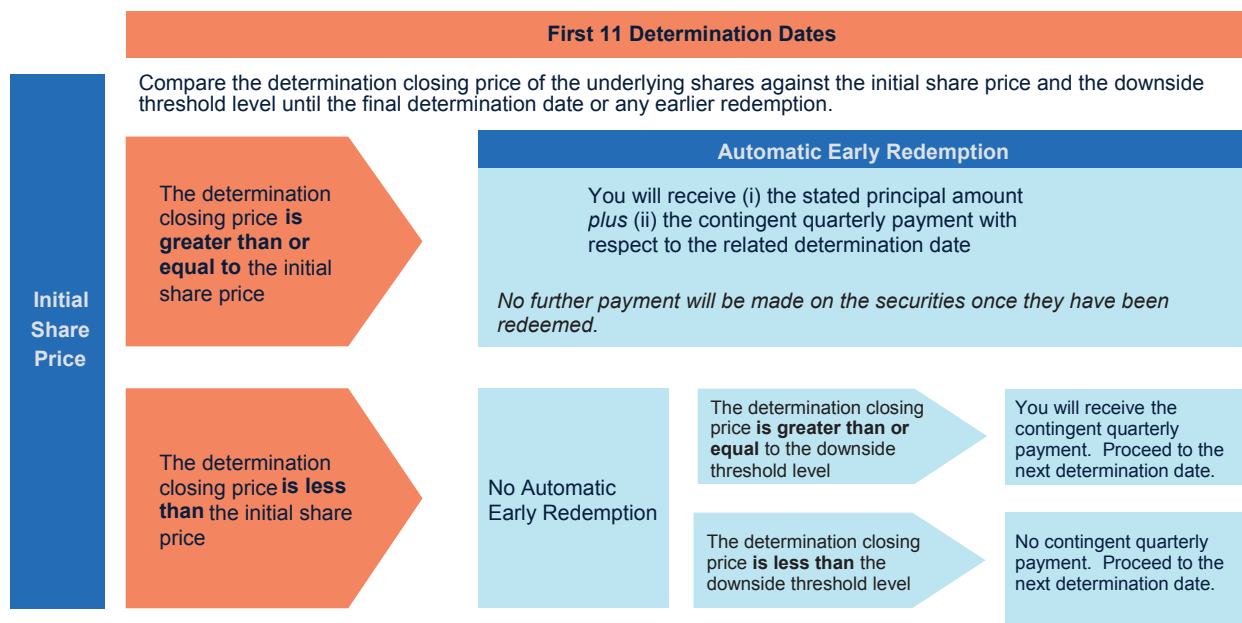 First 11 Determination Dates
Compare the determination closing price of the underlying shares against the initial share price and the downside
threshold level until the final determination date or any earlier redemption.
Initial
Share
Price
The determination
closing price is
greater than or
equal to the initial
share price
Automatic Early Redemption
You will receive (i) the stated principal amount
plus (ii) the contingent quarterly payment with
respect to the related determination date
No further payment will be made on the securities once they have been
redeemed.
The determination
closing price is less
than the initial share
price
No Automatic
Early Redemption
The determination closing
price is greater than or
equal to the downside
threshold level
You will receive the
contingent quarterly
payment. Proceed to the
next determination date.
The determination closing
price is less than the
downside threshold level
No contingent quarterly
payment. Proceed to the
next determination date.